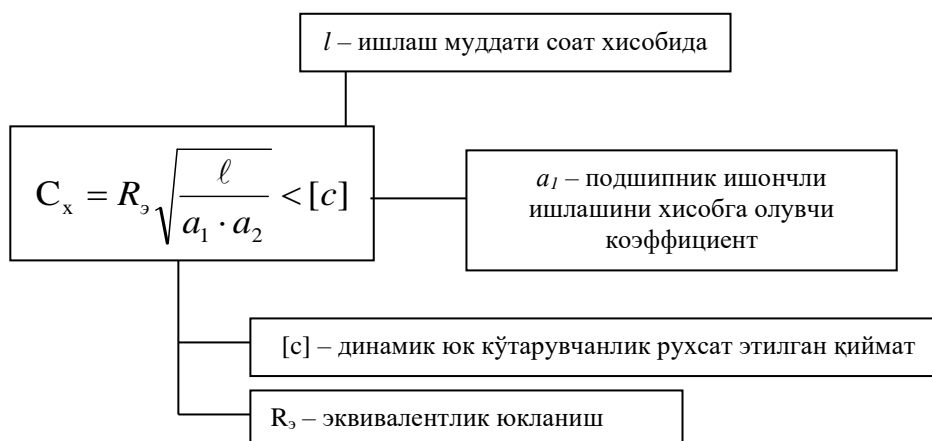 l – ишлаш муддати соат хисобида
Cₓ = Rₔ√(ℓ / (a₁ · a₂)) < [c]
a₁ – подшипник ишончли
ишлашини хисобга олувчи
коэффициент
[c] – динамик юк кўтарувчанлик рухсат этилган қиймат
Rэ – эквивалентлик юкланиш